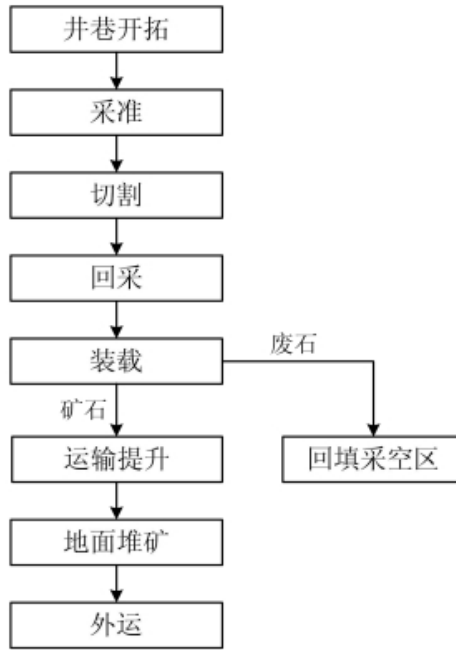 井巷开拓
采准
切割
回采
装载
废石
矿石
运输提升
回填采空区
地面堆矿
外运